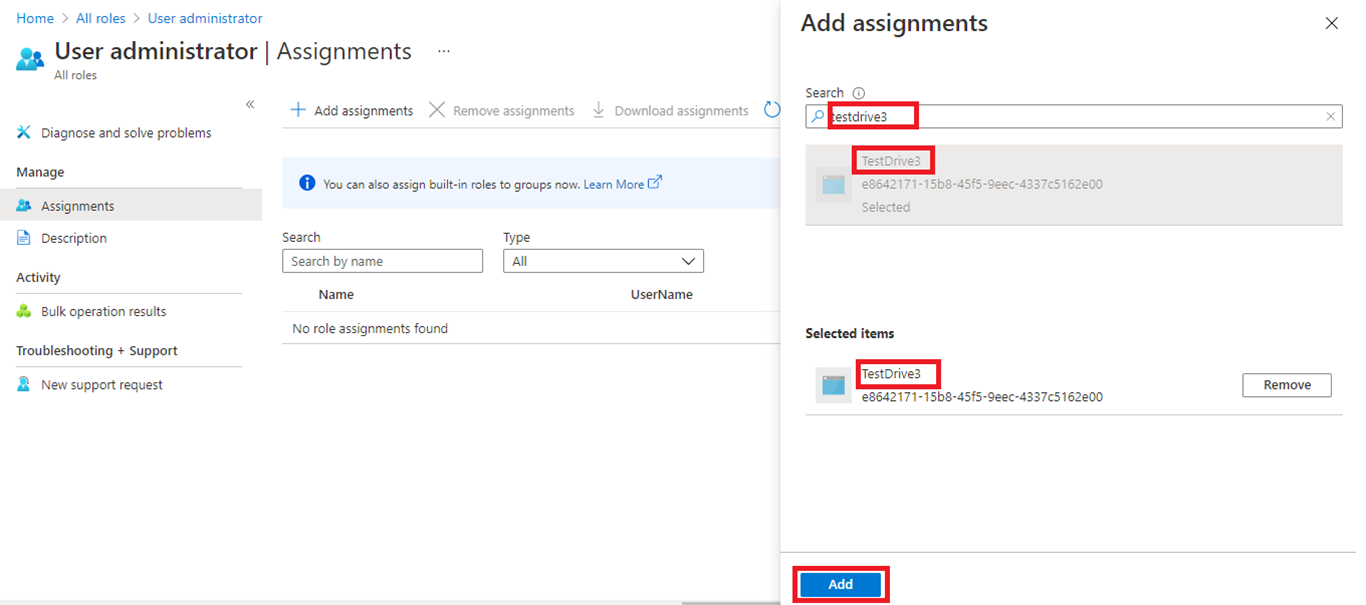 Home > All roles > User administrator
User administrator | Assignments ...
All roles
«
Diagnose and solve problems
Manage
Assignments
Description
Activity
Bulk operation results
Troubleshooting + Support
New support request
+ Add assignments Remove assignments Download assignments
You can also assign built-in roles to groups now. Learn More
Search Type
Search by name All
Name UserName
No role assignments found
Add assignments
Search
testdrive3
TestDrive3
e8642171-15b8-45f5-9eec-4337c5162e00
Selected
Selected items
TestDrive3
e8642171-15b8-45f5-9eec-4337c5162e00
Remove
Add